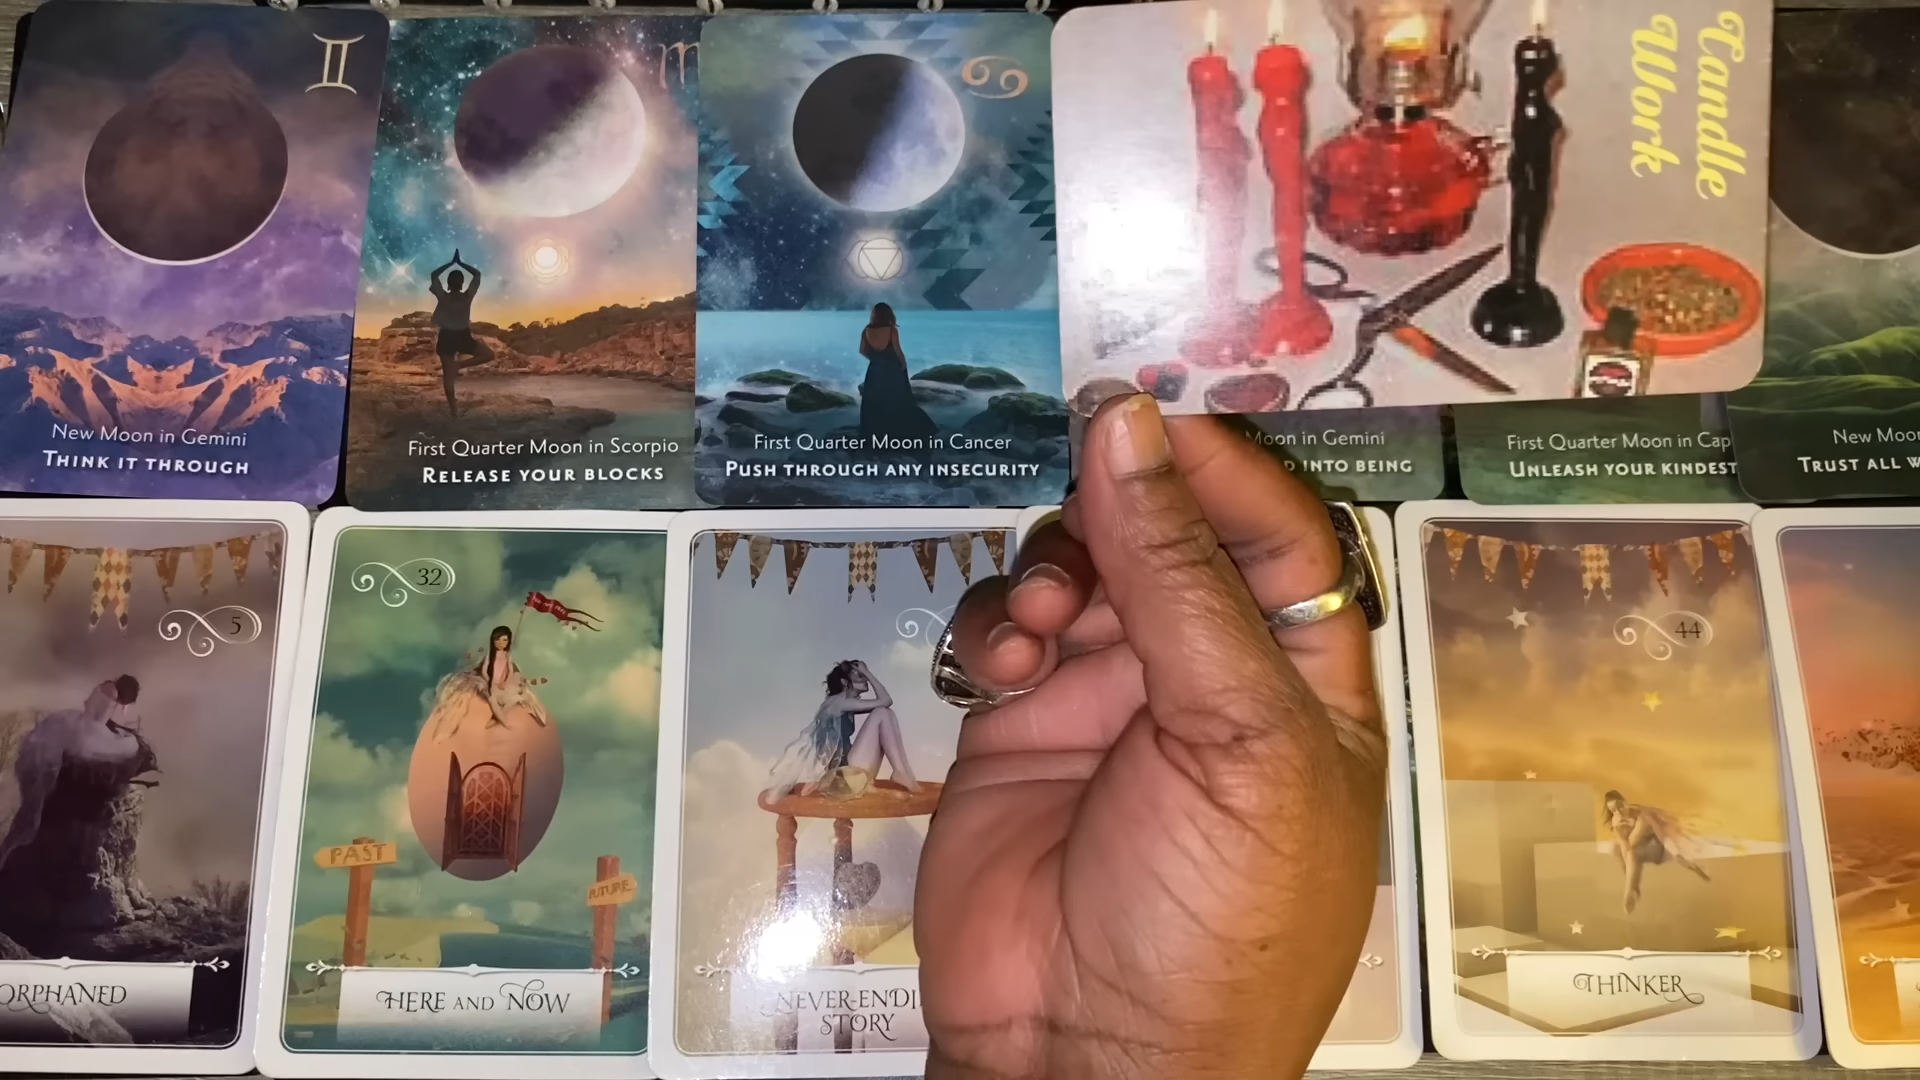 Candle
Work
New Moon in Gemini
THINK IT THROUGH
First Quarter Moon in Scorpio
RELEASE YOUR BLOCKS
First Quarter Moon in Cancer
PUSH THROUGH ANY INSECURITY
Moon in Gemini
INTO BEING
First Quarter Moon in Cap
UNLEASH YOUR KINDEST
New Moon
TRUST ALL W
5
32
44
PAST
FUTURE
ORPHANED
HERE AND NOW
NEVER-ENDI
STORY
THINKER